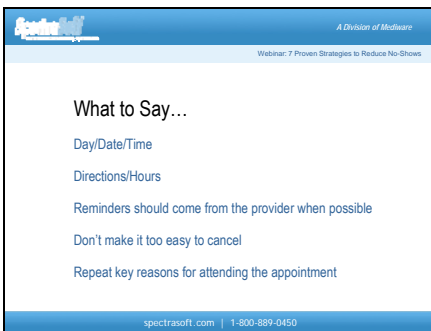 SpectraSoft
A Division of Mediware
Webinar: 7 Proven Strategies to Reduce No-Shows
What to Say…
Day/Date/Time
Directions/Hours
Reminders should come from the provider when possible
Don't make it too easy to cancel
Repeat key reasons for attending the appointment
spectrasoft.com | 1-800-889-0450